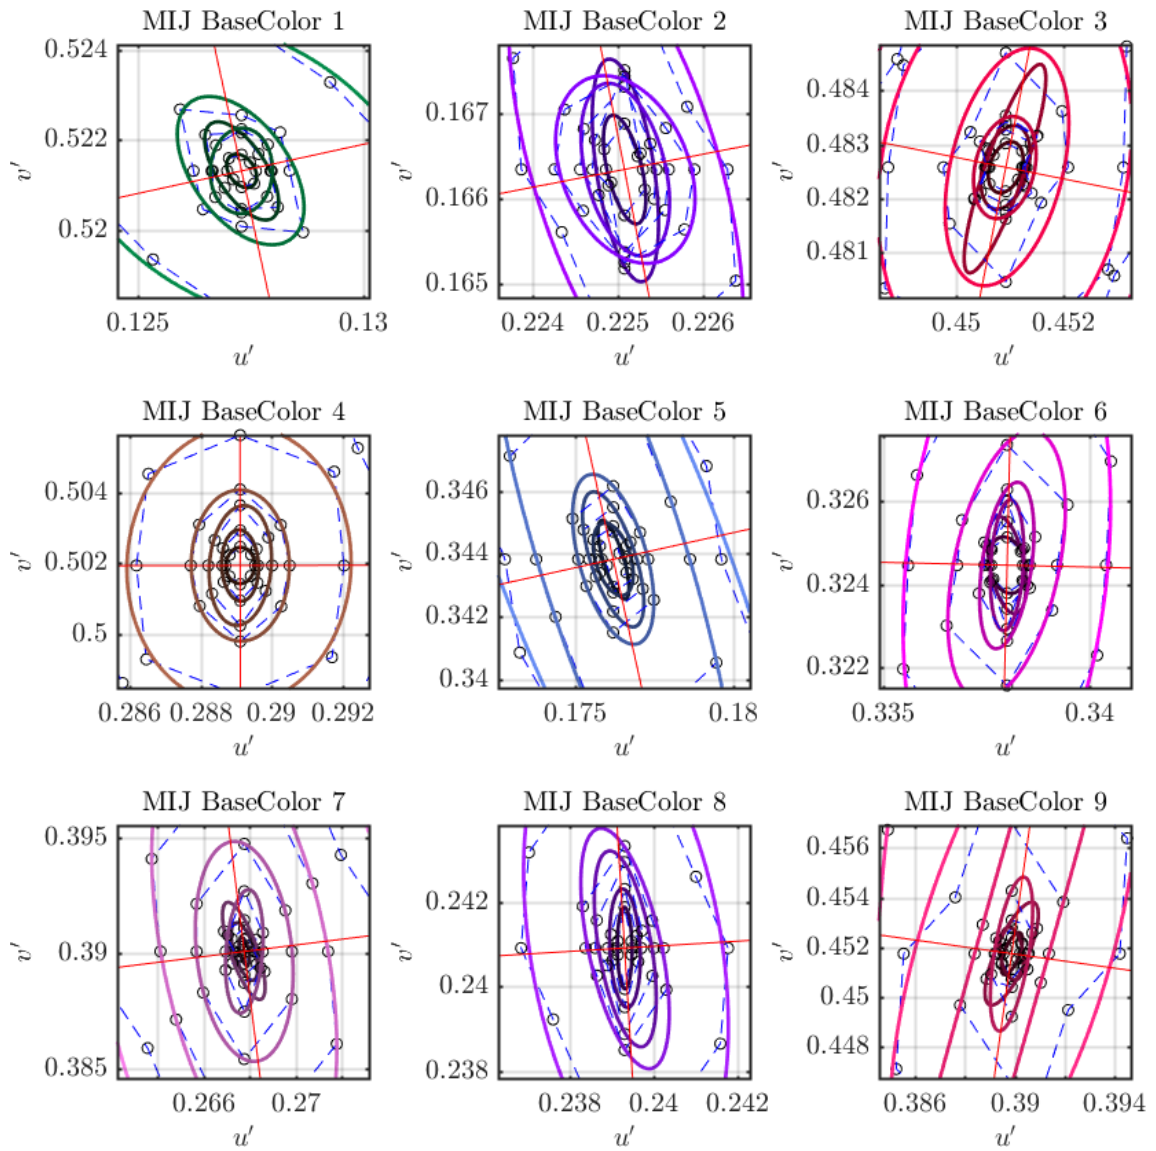 MIJ BaseColor 1
0.524
0.522
0.52
v′
0.125
0.13
u′
MIJ BaseColor 2
0.167
0.166
0.165
v′
0.224
0.225
0.226
u′
MIJ BaseColor 3
0.484
0.483
0.482
0.481
v′
0.45
0.452
u′
MIJ BaseColor 4
0.504
0.502
0.5
v′
0.286
0.288
0.29
0.292
u′
MIJ BaseColor 5
0.346
0.344
0.342
0.34
v′
0.175
0.18
u′
MIJ BaseColor 6
0.326
0.324
0.322
v′
0.335
0.34
u′
MIJ BaseColor 7
0.395
0.39
0.385
v′
0.266
0.27
u′
MIJ BaseColor 8
0.242
0.24
0.238
v′
0.238
0.24
0.242
u′
MIJ BaseColor 9
0.456
0.454
0.452
0.45
0.448
v′
0.386
0.39
0.394
u′